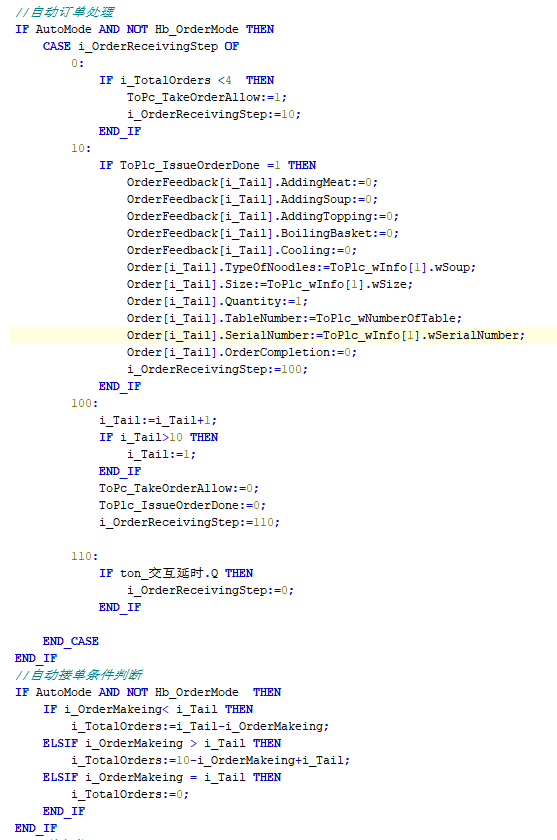 //自动订单处理
IF AutoMode AND NOT Hb_OrderMode THEN
    CASE i_OrderReceivingStep OF
        0:
            IF i_TotalOrders <4  THEN
                ToPc_TakeOrderAllow:=1;
                i_OrderReceivingStep:=10;
            END_IF
        10:
            IF ToPlc_IssueOrderDone =1 THEN
                OrderFeedback[i_Tail].AddingMeat:=0;
                OrderFeedback[i_Tail].AddingSoup:=0;
                OrderFeedback[i_Tail].AddingTopping:=0;
                OrderFeedback[i_Tail].BoilingBasket:=0;
                OrderFeedback[i_Tail].Cooling:=0;
                Order[i_Tail].TypeOfNoodles:=ToPlc_wInfo[1].wSoup;
                Order[i_Tail].Size:=ToPlc_wInfo[1].wSize;
                Order[i_Tail].Quantity:=1;
                Order[i_Tail].TableNumber:=ToPlc_wNumberOfTable;
                Order[i_Tail].SerialNumber:=ToPlc_wInfo[1].wSerialNumber;
                Order[i_Tail].OrderCompletion:=0;
                i_OrderReceivingStep:=100;
            END_IF
        100:
            i_Tail:=i_Tail+1;
            IF i_Tail>10 THEN
                i_Tail:=1;
            END_IF
            ToPc_TakeOrderAllow:=0;
            ToPlc_IssueOrderDone:=0;
            i_OrderReceivingStep:=110;
        110:
            IF ton_交互延时.Q THEN
                i_OrderReceivingStep:=0;
            END_IF
    END_CASE
END_IF
//自动接单条件判断
IF AutoMode AND NOT Hb_OrderMode  THEN
    IF i_OrderMakeing< i_Tail THEN
        i_TotalOrders:=i_Tail-i_OrderMakeing;
    ELSIF i_OrderMakeing > i_Tail THEN
        i_TotalOrders:=10-i_OrderMakeing+i_Tail;
    ELSIF i_OrderMakeing = i_Tail THEN
        i_TotalOrders:=0;
    END_IF
END_IF